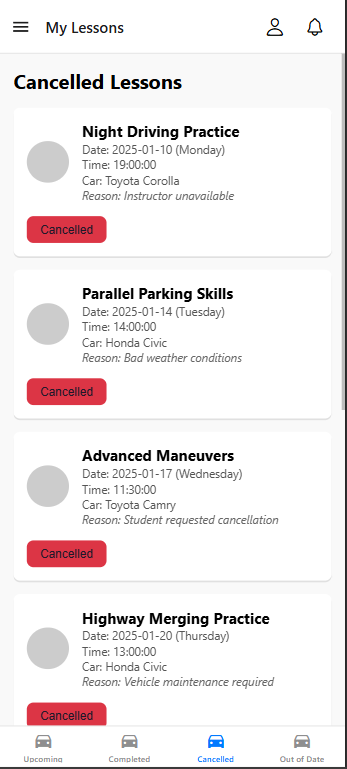 My Lessons
Cancelled Lessons
Night Driving Practice
Date: 2025-01-10 (Monday)
Time: 19:00:00
Car: Toyota Corolla
Reason: Instructor unavailable
Cancelled
Parallel Parking Skills
Date: 2025-01-14 (Tuesday)
Time: 14:00:00
Car: Honda Civic
Reason: Bad weather conditions
Cancelled
Advanced Maneuvers
Date: 2025-01-17 (Wednesday)
Time: 11:30:00
Car: Toyota Camry
Reason: Student requested cancellation
Cancelled
Highway Merging Practice
Date: 2025-01-20 (Thursday)
Time: 13:00:00
Car: Honda Civic
Reason: Vehicle maintenance required
Cancelled
Upcoming Completed Cancelled Out of Date